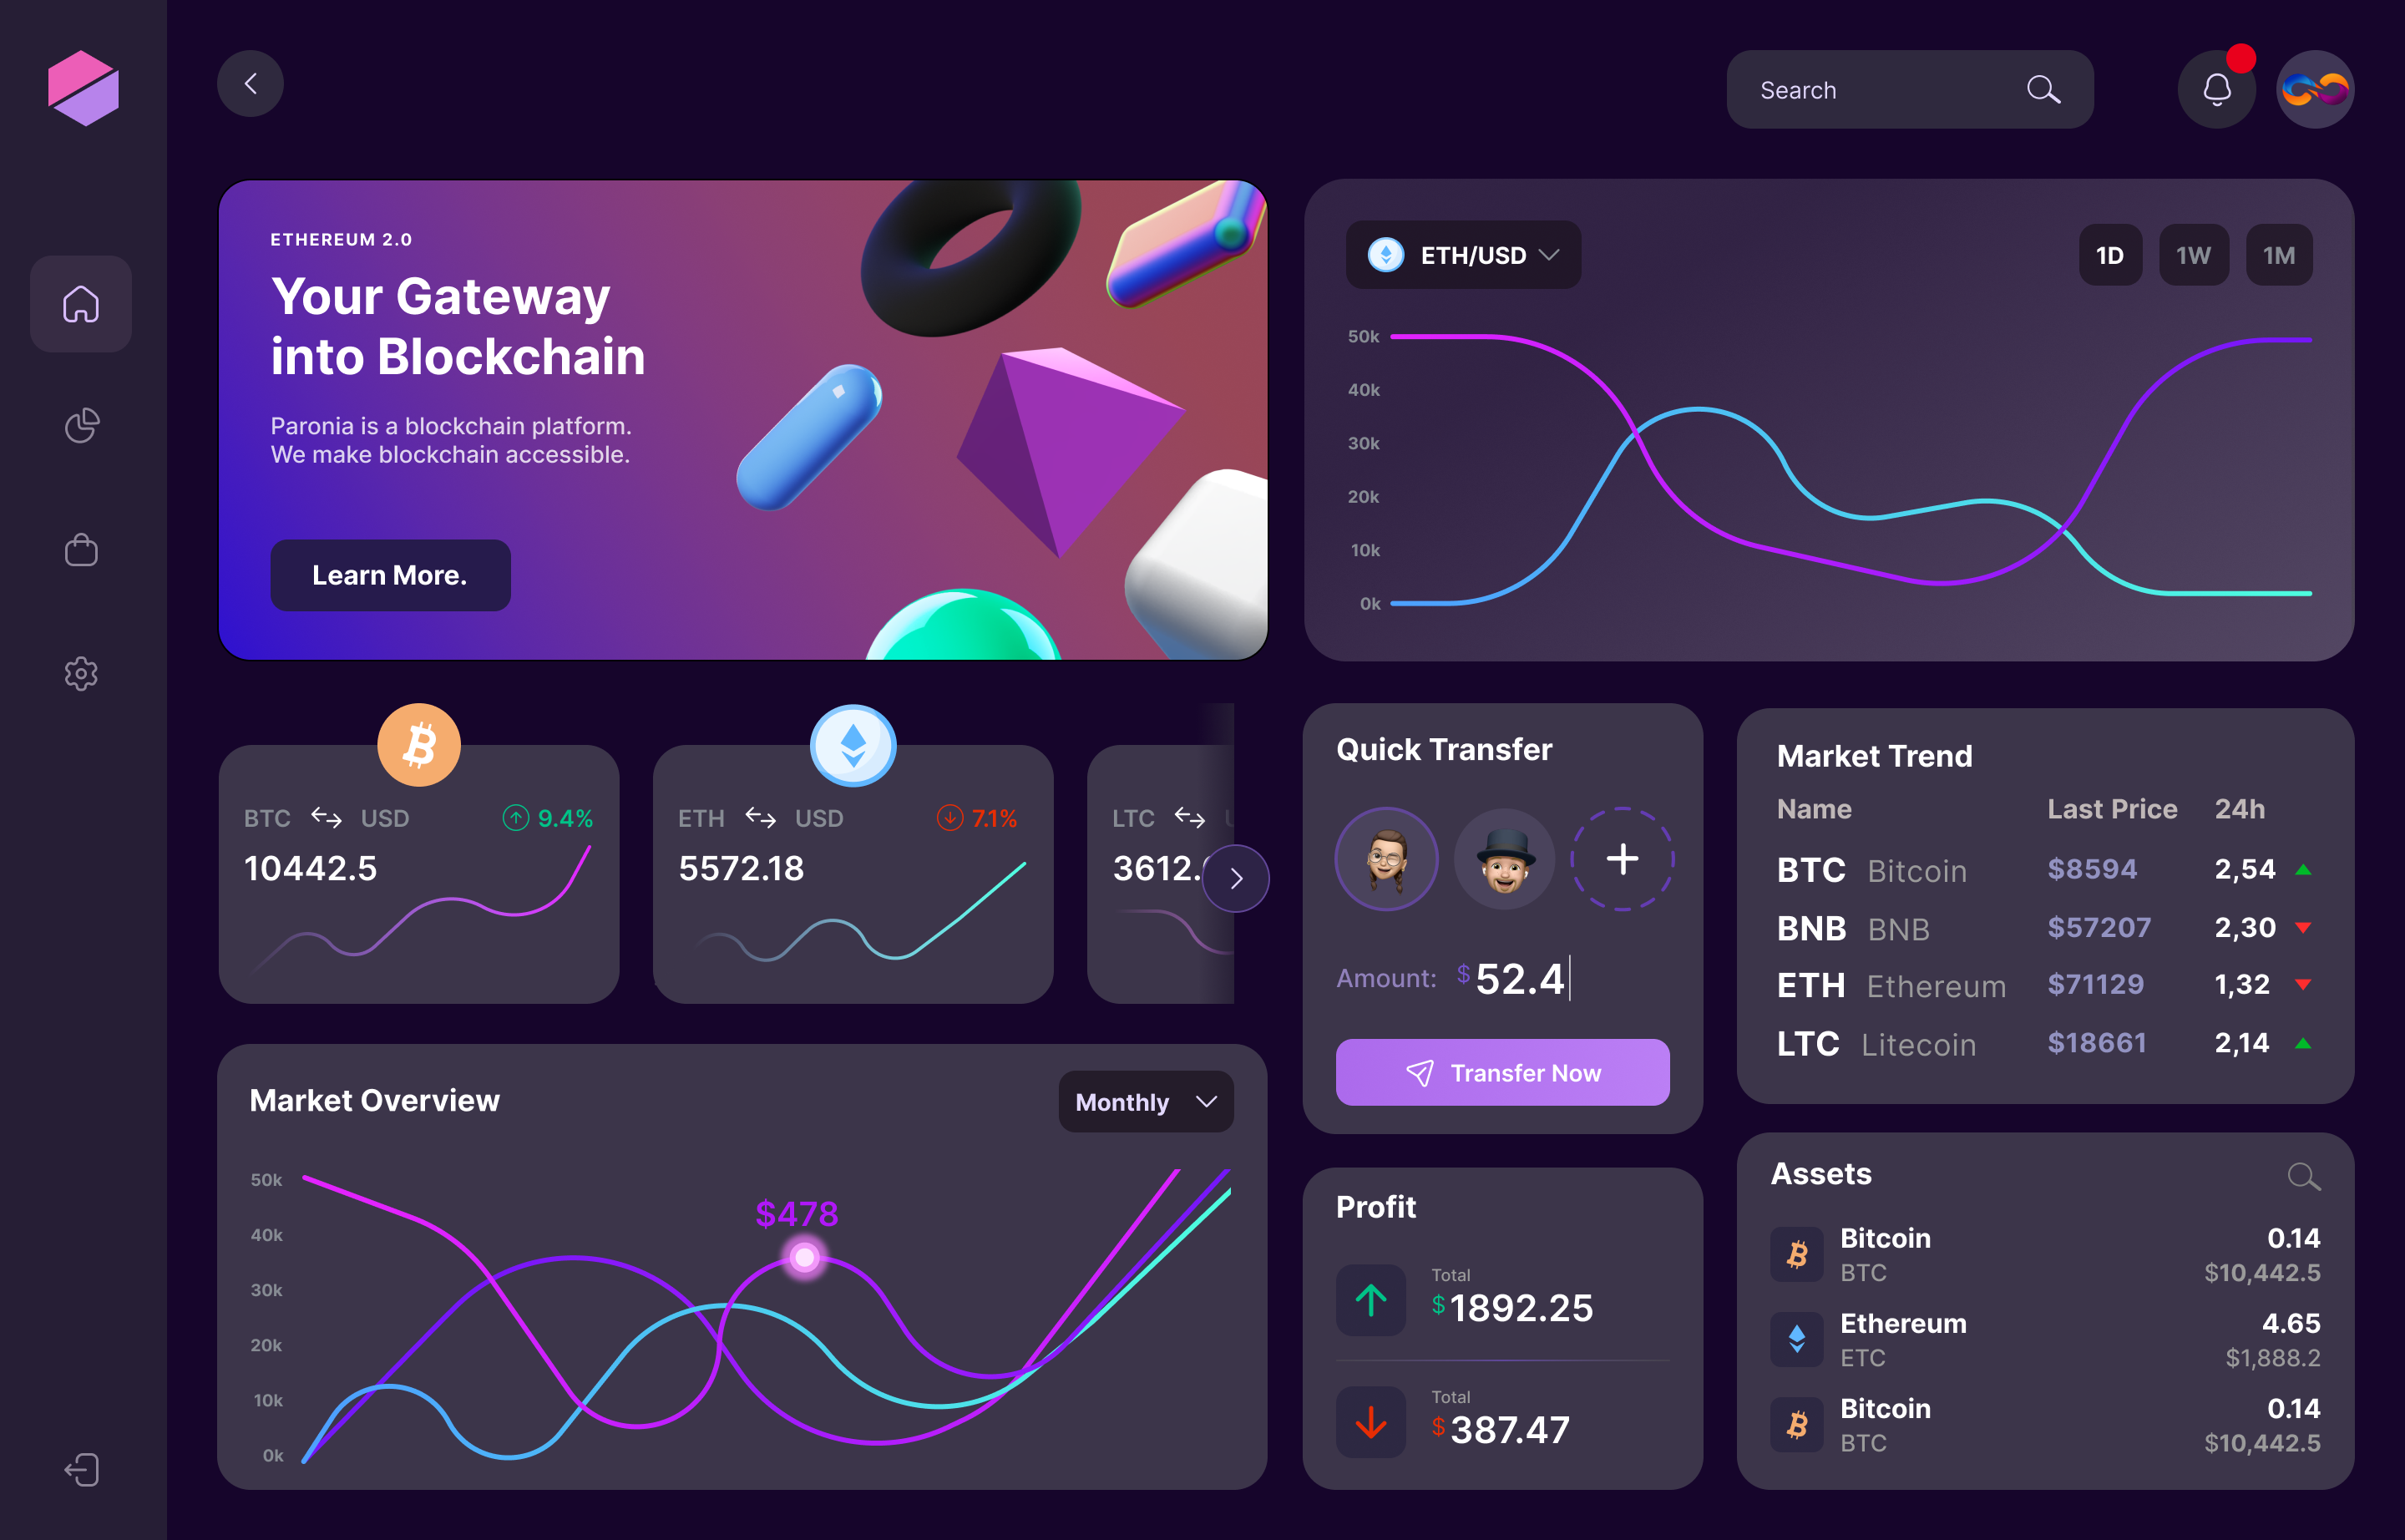 Search
ETHEREUM 2.0
Your Gateway
into Blockchain
Paronia is a blockchain platform.
We make blockchain accessible.
Learn More.
ETH/USD
1D 1W 1M
50k
40k
30k
20k
10k
0k
BTC USD 9.4%
10442.5
ETH USD 7.1%
5572.18
LTC
3612.
Quick Transfer
Amount: $52.4
Transfer Now
Market Trend
Name Last Price 24h
BTC Bitcoin $8594 2,54
BNB BNB $57207 2,30
ETH Ethereum $71129 1,32
LTC Litecoin $18661 2,14
Market Overview
Monthly
50k
40k
30k
20k
10k
0k
$478
Profit
Total
$1892.25
Total
$387.47
Assets
Bitcoin 0.14
BTC $10,442.5
Ethereum 4.65
ETC $1,888.2
Bitcoin 0.14
BTC $10,442.5